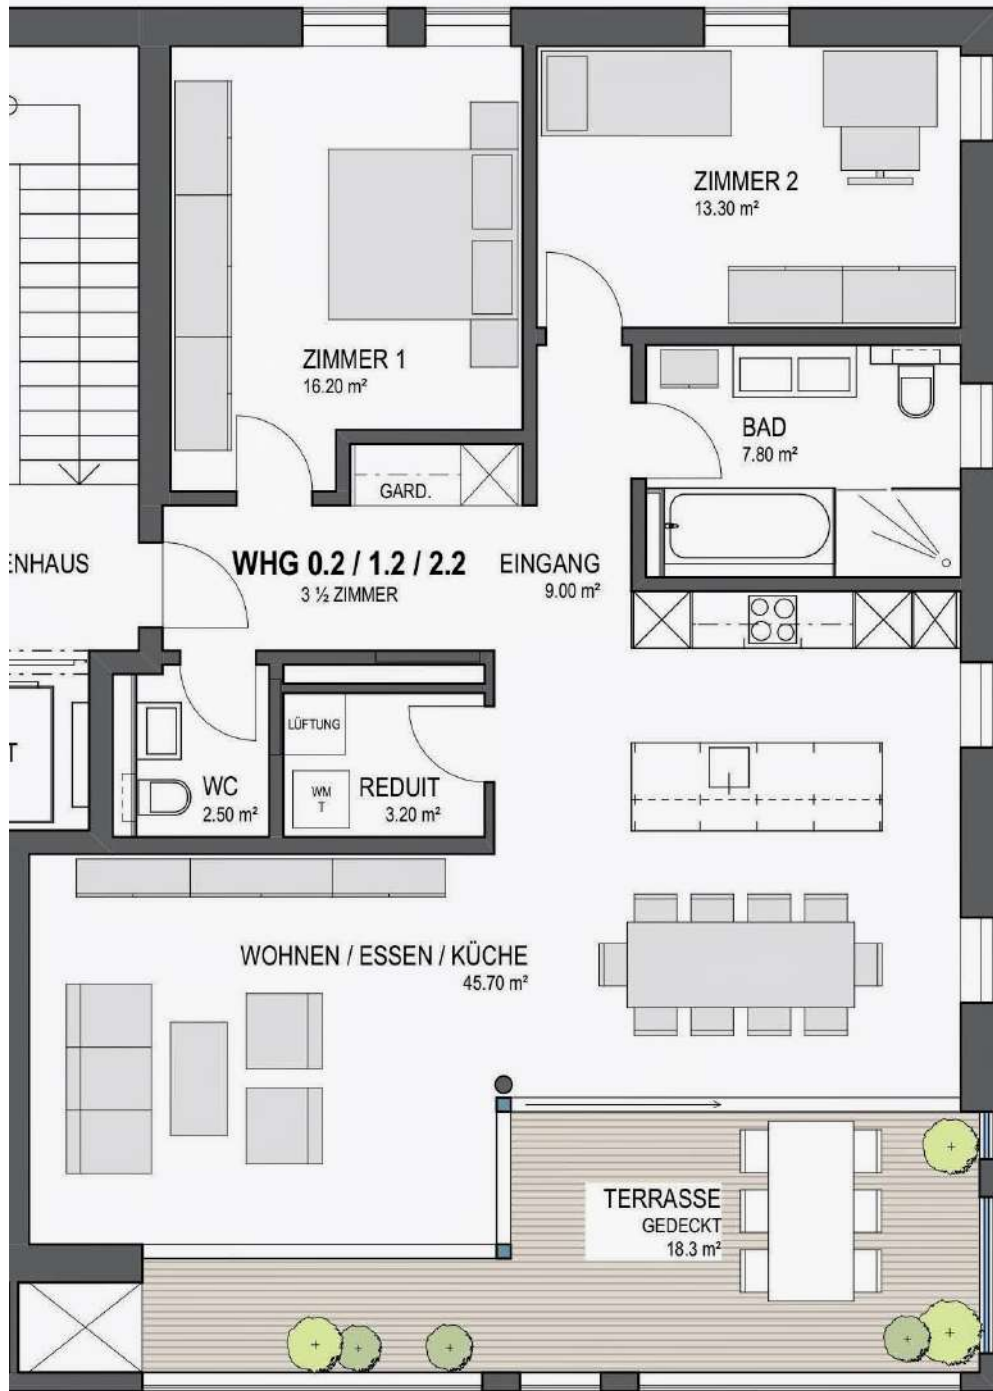 ZIMMER 2
13.30 m²
ZIMMER 1
16.20 m²
BAD
7.80 m²
GARD.
ENHAUS
WHG 0.2 / 1.2 / 2.2
3 ½ ZIMMER
EINGANG
9.00 m²
LÜFTUNG
T
WC
2.50 m²
WM
T
REDUIT
3.20 m²
WOHNEN / ESSEN / KÜCHE
45.70 m²
TERRASSE
GEDECKT
18.3 m²